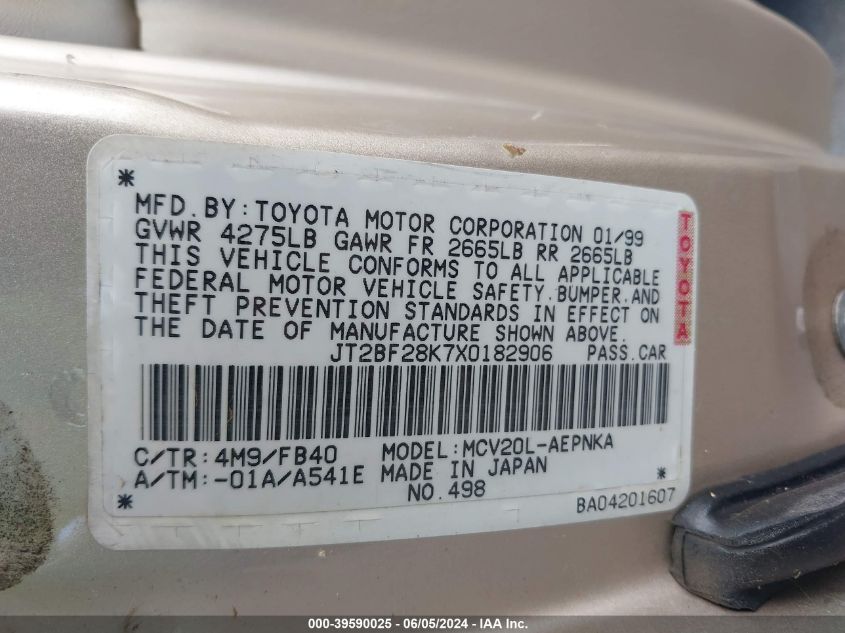 *
MFD. BY: TOYOTA MOTOR CORPORATION 01/99
GVWR 4275LB GAWR FR 2665LB RR 2665LB
THIS VEHICLE CONFORMS TO ALL APPLICABLE
FEDERAL MOTOR VEHICLE SAFETY.BUMPER.AND
THEFT PREVENTION STANDARDS IN EFFECT ON
THE DATE OF MANUFACTURE SHOWN ABOVE.
TOYOTA
JT2BF28K7X0182906 PASS.CAR
C/TR:4M9/FB40 MODEL:MCV20L-AEPNKA
A/TM:-01A/A541E MADE IN JAPAN *
* NO.498 BA04201607
000-39590025 - 06/05/2024 - IAA Inc.